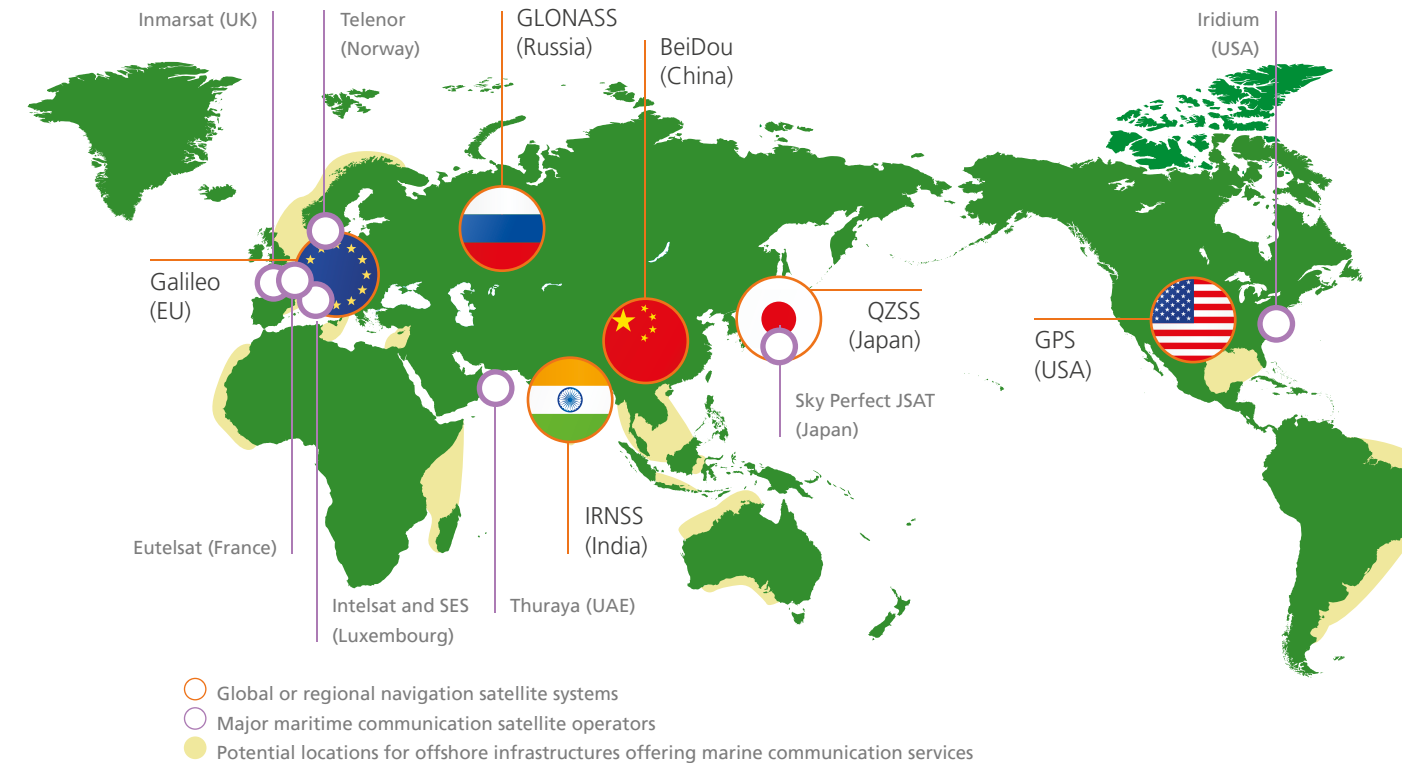 Inmarsat (UK)
Telenor
(Norway)
GLONASS
(Russia)
BeiDou
(China)
Iridium
(USA)
Galileo
(EU)
QZSS
(Japan)
GPS
(USA)
Sky Perfect JSAT
(Japan)
IRNSS
(India)
Eutelsat (France)
Intelsat and SES
(Luxembourg)
Thuraya (UAE)
Global or regional navigation satellite systems
Major maritime communication satellite operators
Potential locations for offshore infrastructures offering marine communication services